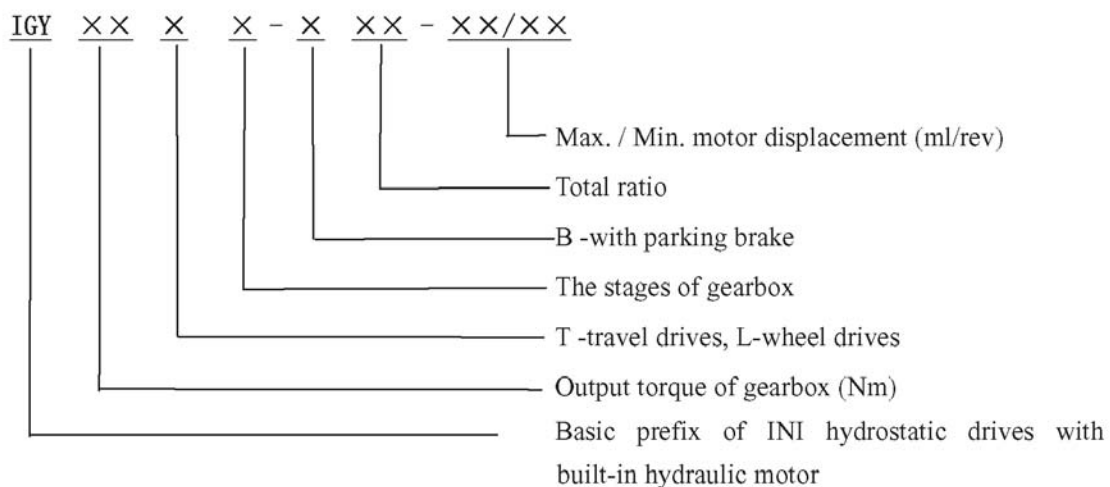 IGY ×× × × - × ×× - ××/××
Max. / Min. motor displacement (ml/rev)
Total ratio
B -with parking brake
The stages of gearbox
T -travel drives, L-wheel drives
Output torque of gearbox (Nm)
Basic prefix of INI hydrostatic drives with
built-in hydraulic motor